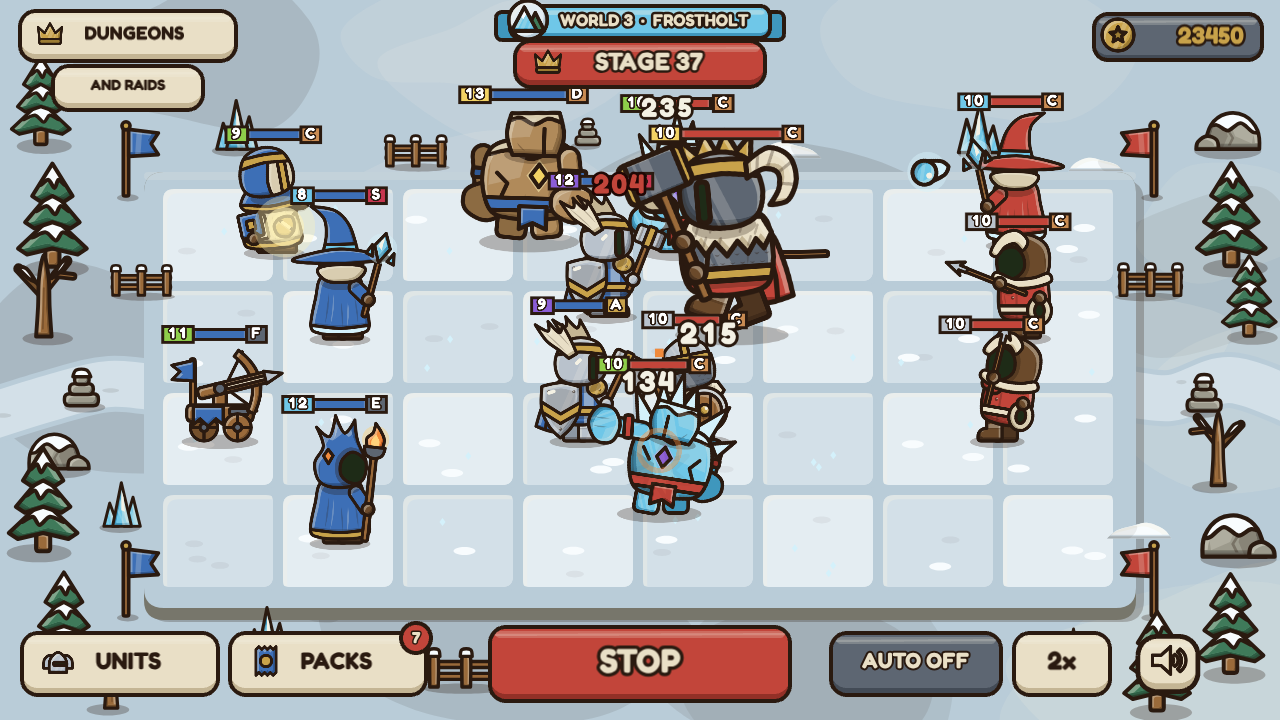 DUNGEONS
AND RAIDS
WORLD 3 · FROSTHOLT
STAGE 37
23450
13 D
235 C
10 C
10 C
9 C
8 S
12 204
10 C
9 A
10 215
11 F
10 C
10 C
134
12 E
UNITS
PACKS
7
STOP
AUTO OFF
2x